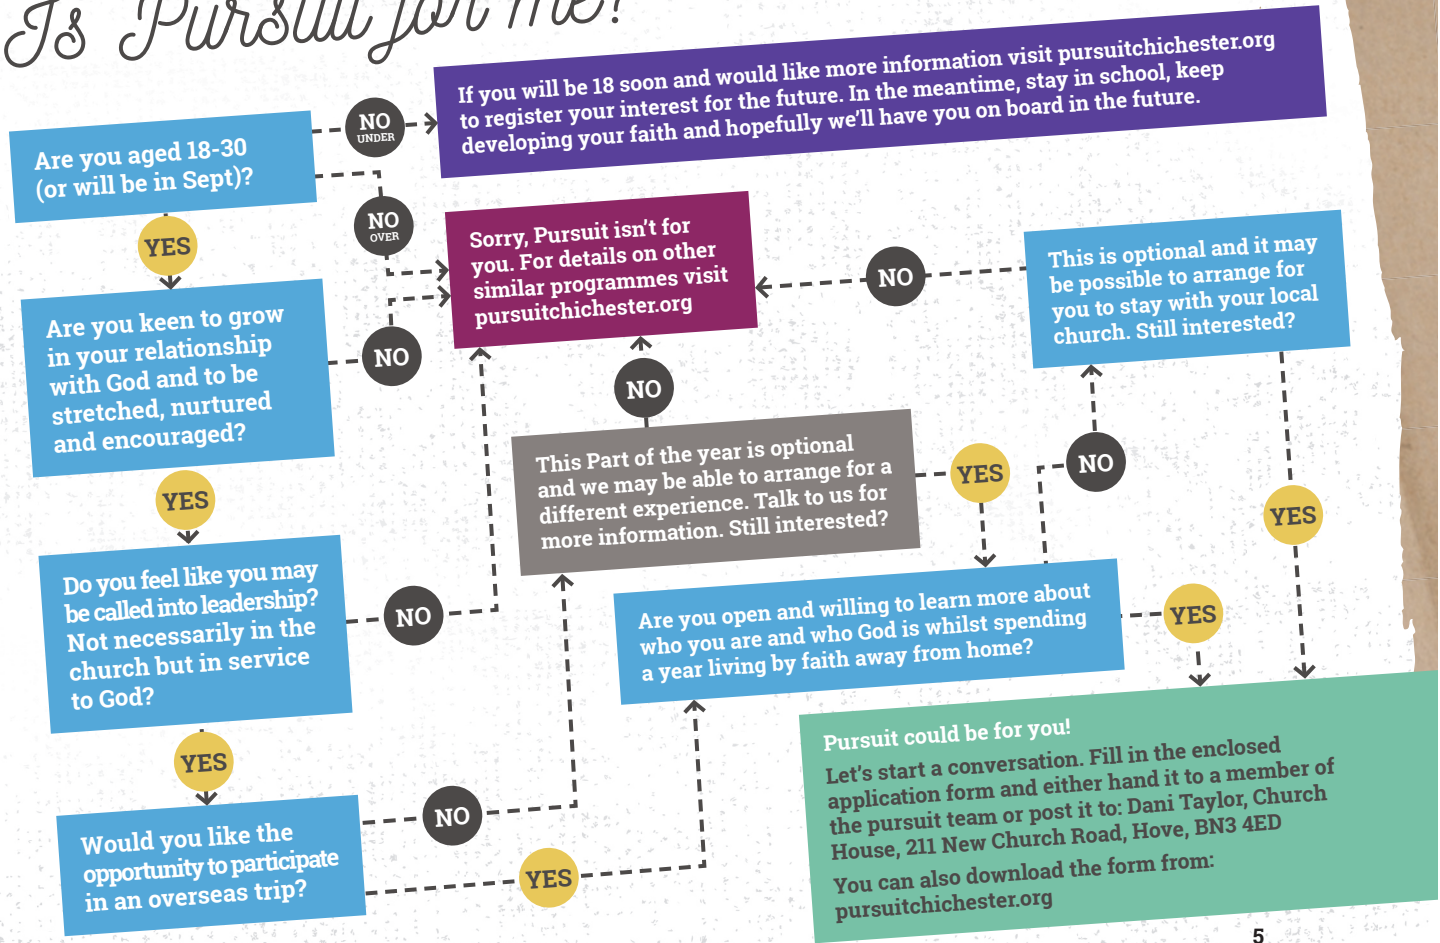 Is Pursuit for me?
If you will be 18 soon and would like more information visit pursuitchichester.org
to register your interest for the future. In the meantime, stay in school, keep
developing your faith and hopefully we'll have you on board in the future.
NO
UNDER
Are you aged 18-30
(or will be in Sept)?
NO
OVER
YES
Sorry, Pursuit isn't for
you. For details on other
similar programmes visit
pursuitchichester.org
NO
This is optional and it may
be possible to arrange for
you to stay with your local
church. Still interested?
Are you keen to grow
in your relationship
with God and to be
stretched, nurtured
and encouraged?
NO
NO
YES
This Part of the year is optional
and we may be able to arrange for a
different experience. Talk to us for
more information. Still interested?
YES
NO
YES
Do you feel like you may
be called into leadership?
Not necessarily in the
church but in service
to God?
NO
Are you open and willing to learn more about
who you are and who God is whilst spending
a year living by faith away from home?
YES
YES
Would you like the
opportunity to participate
in an overseas trip?
NO
YES
Pursuit could be for you!
Let's start a conversation. Fill in the enclosed
application form and either hand it to a member of
the pursuit team or post it to: Dani Taylor, Church
House, 211 New Church Road, Hove, BN3 4ED
You can also download the form from:
pursuitchichester.org
5